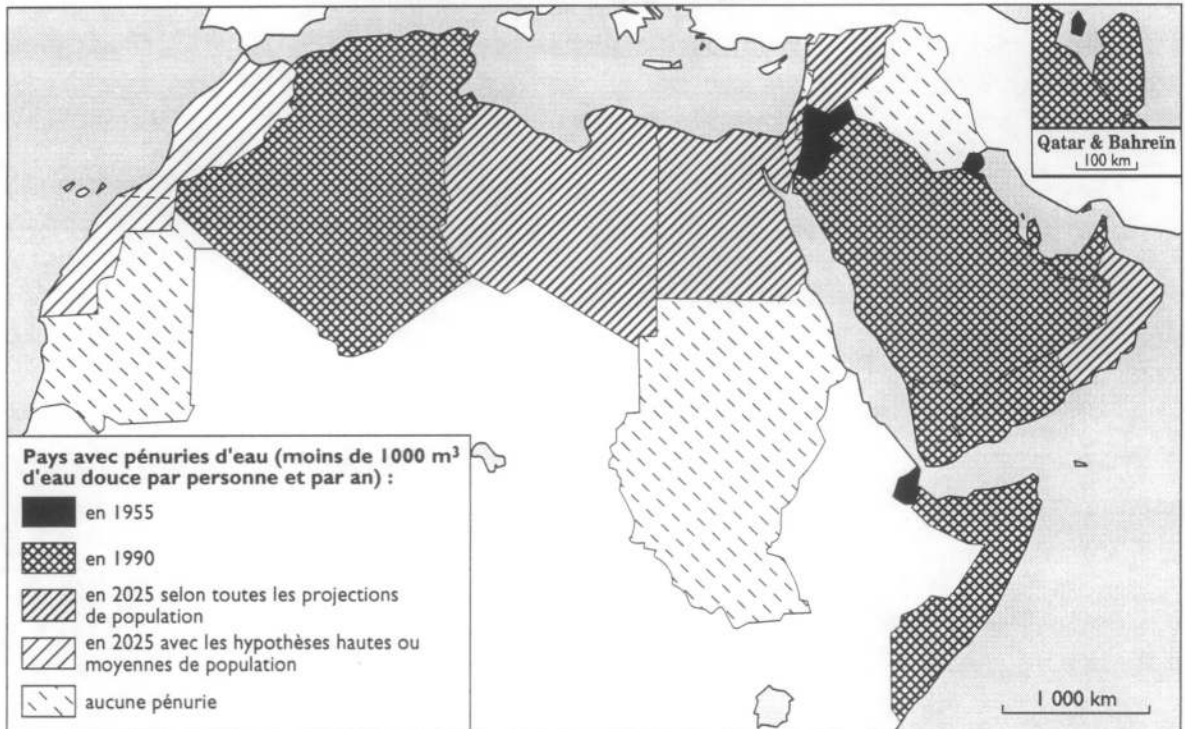 Qatar & Bahreïn
100 km
Pays avec pénuries d'eau (moins de 1000 m³
d'eau douce par personne et par an) :
en 1955
en 1990
en 2025 selon toutes les projections
de population
en 2025 avec les hypothèses hautes ou
moyennes de population
aucune pénurie
1 000 km